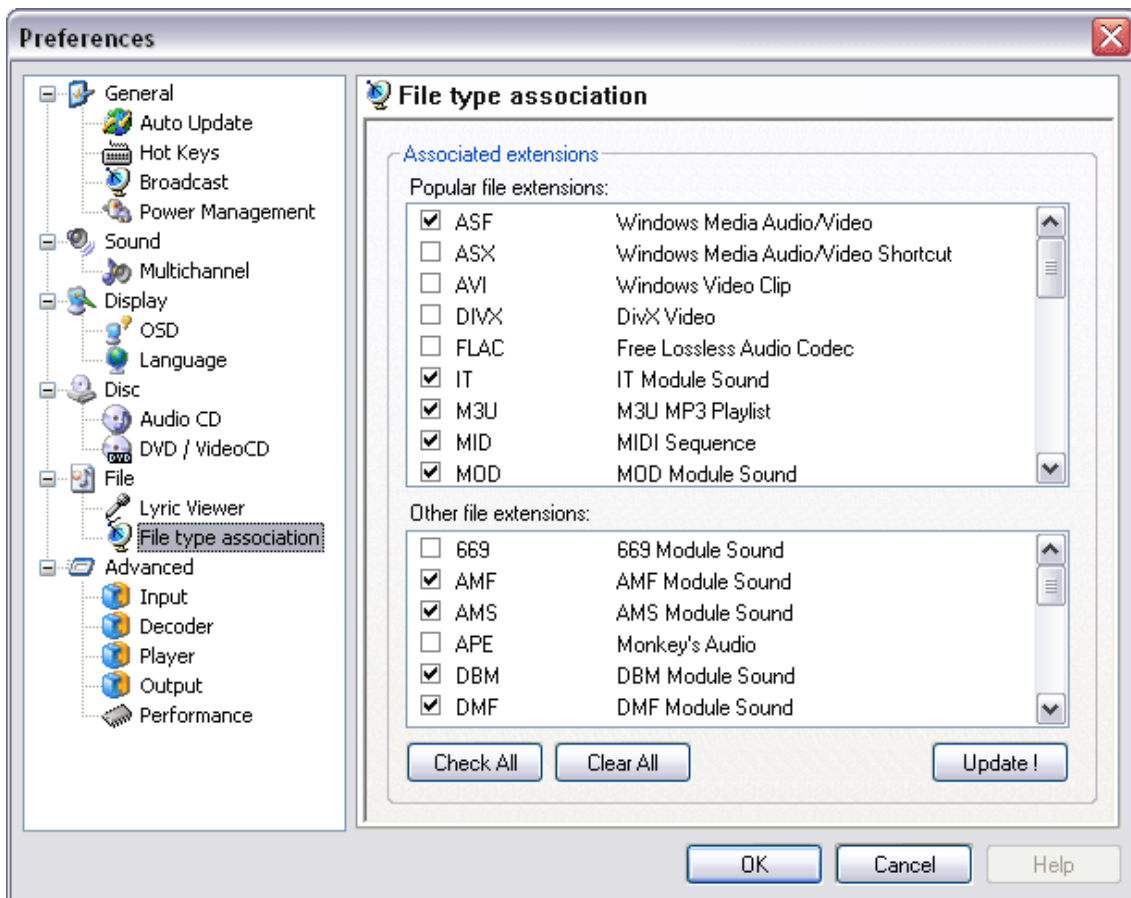 Preferences
General
Auto Update
Hot Keys
Broadcast
Power Management
Sound
Multichannel
Display
OSD
Language
Disc
Audio CD
DVD / VideoCD
File
Lyric Viewer
File type association
Advanced
Input
Decoder
Player
Output
Performance
File type association
Associated extensions
Popular file extensions:
ASF Windows Media Audio/Video
ASX Windows Media Audio/Video Shortcut
AVI Windows Video Clip
DIVX DivX Video
FLAC Free Lossless Audio Codec
IT IT Module Sound
M3U M3U MP3 Playlist
MID MIDI Sequence
MOD MOD Module Sound
Other file extensions:
669 669 Module Sound
AMF AMF Module Sound
AMS AMS Module Sound
APE Monkey's Audio
DBM DBM Module Sound
DMF DMF Module Sound
Check All Clear All Update !
OK Cancel Help